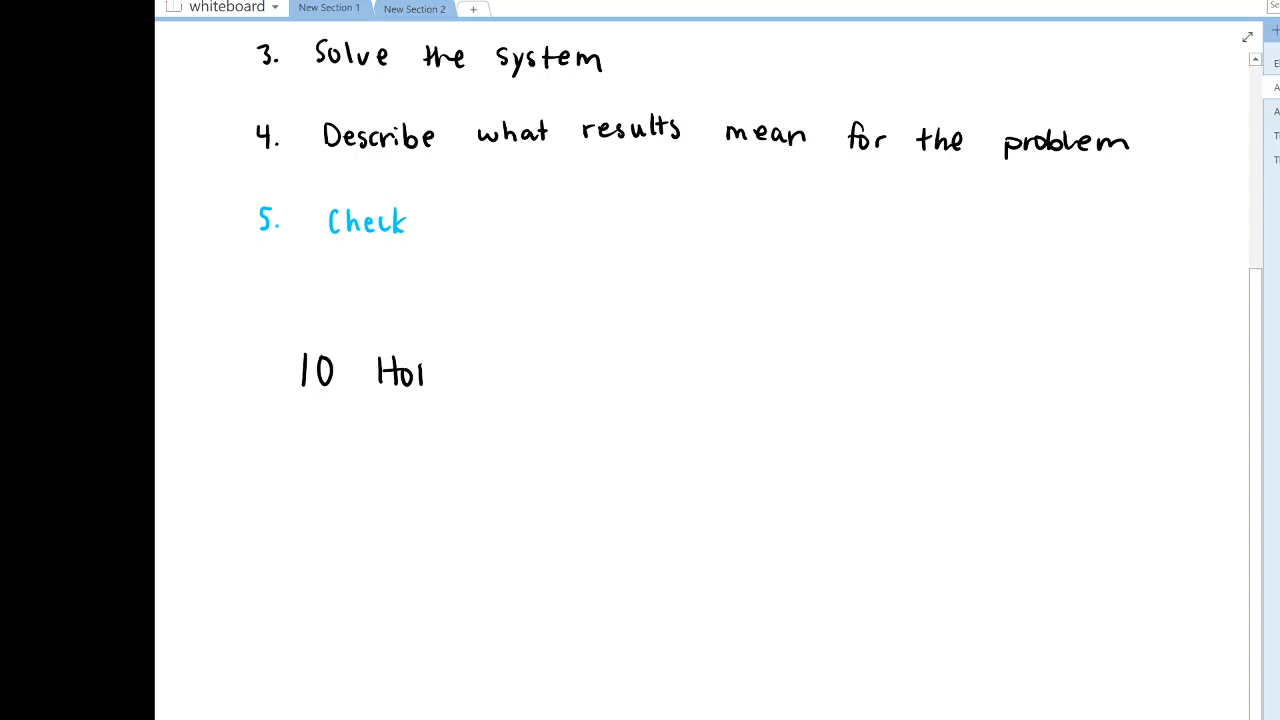 whiteboard New Section 1 New Section 2 +
3. Solve the system
4. Describe what results mean for the problem
5. Check
10 Hol